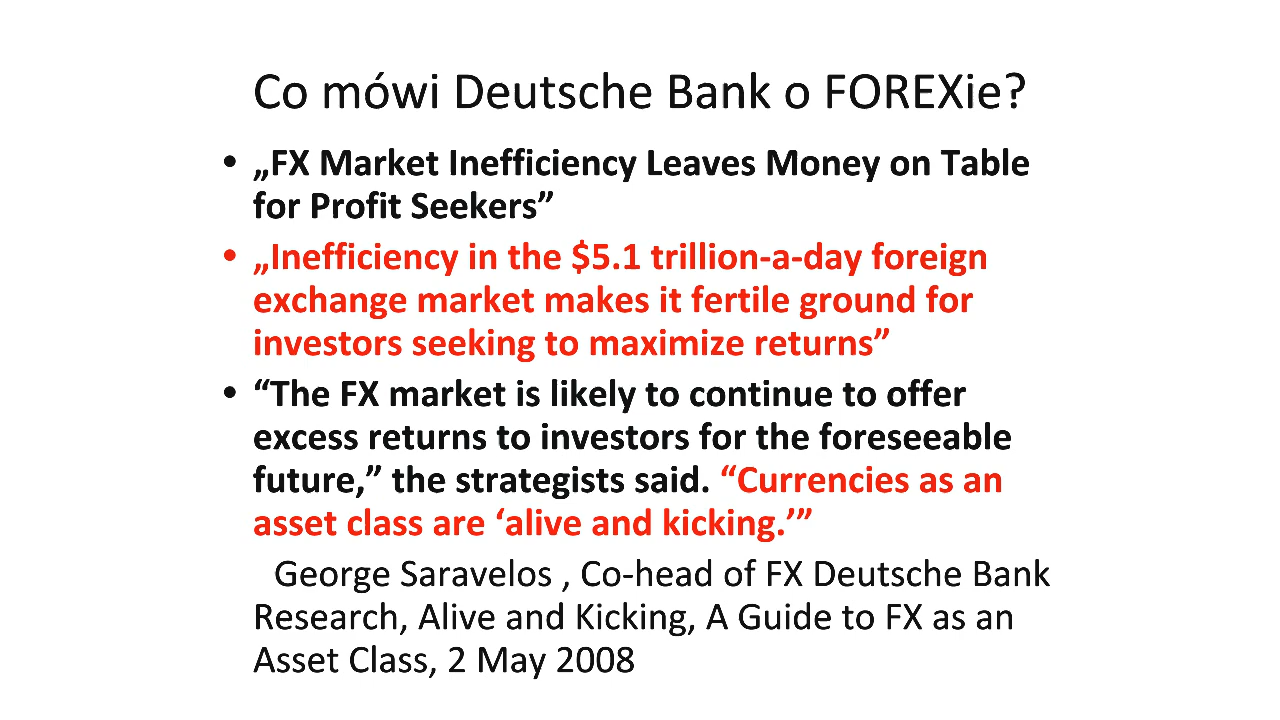 Co mówi Deutsche Bank o FOREXie?
• „FX Market Inefficiency Leaves Money on Table
for Profit Seekers”
• „Inefficiency in the $5.1 trillion-a-day foreign
exchange market makes it fertile ground for
investors seeking to maximize returns”
• “The FX market is likely to continue to offer
excess returns to investors for the foreseeable
future,” the strategists said. “Currencies as an
asset class are ‘alive and kicking.’”
George Saravelos , Co-head of FX Deutsche Bank
Research, Alive and Kicking, A Guide to FX as an
Asset Class, 2 May 2008